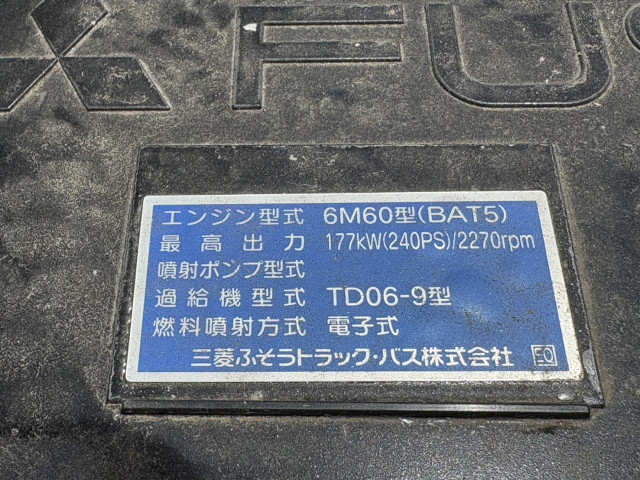 FUS
エンジン型式 6M60型(BAT5)
最高出力 177kW(240PS)/2270rpm
噴射ポンプ型式
過給機型式 TD06-9型
燃料噴射方式 電子式
三菱ふそうトラック・バス株式会社 EQ